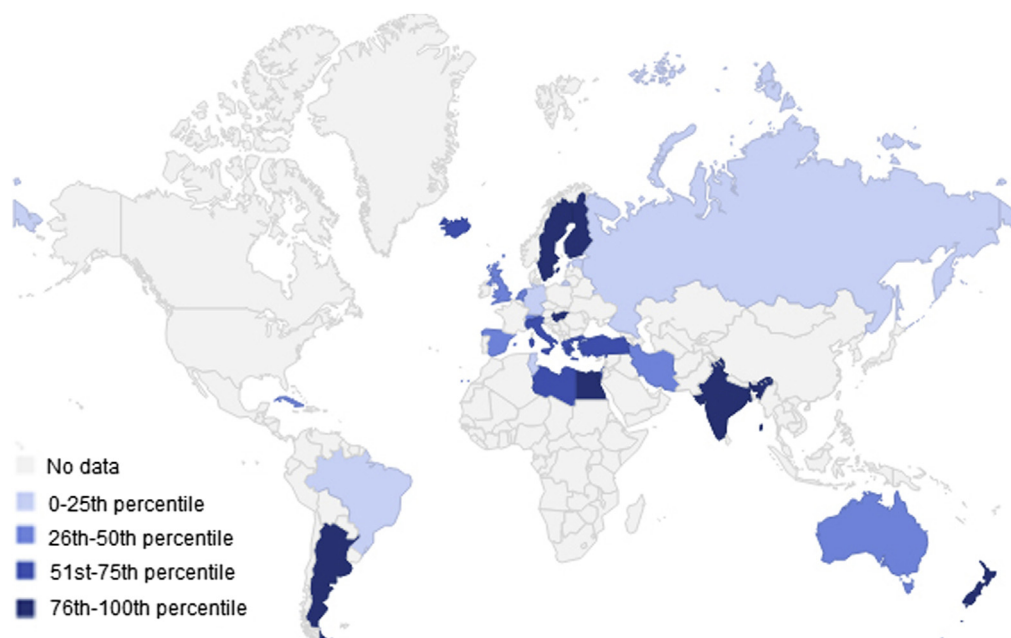 No data
0-25th percentile
26th-50th percentile
51st-75th percentile
76th-100th percentile